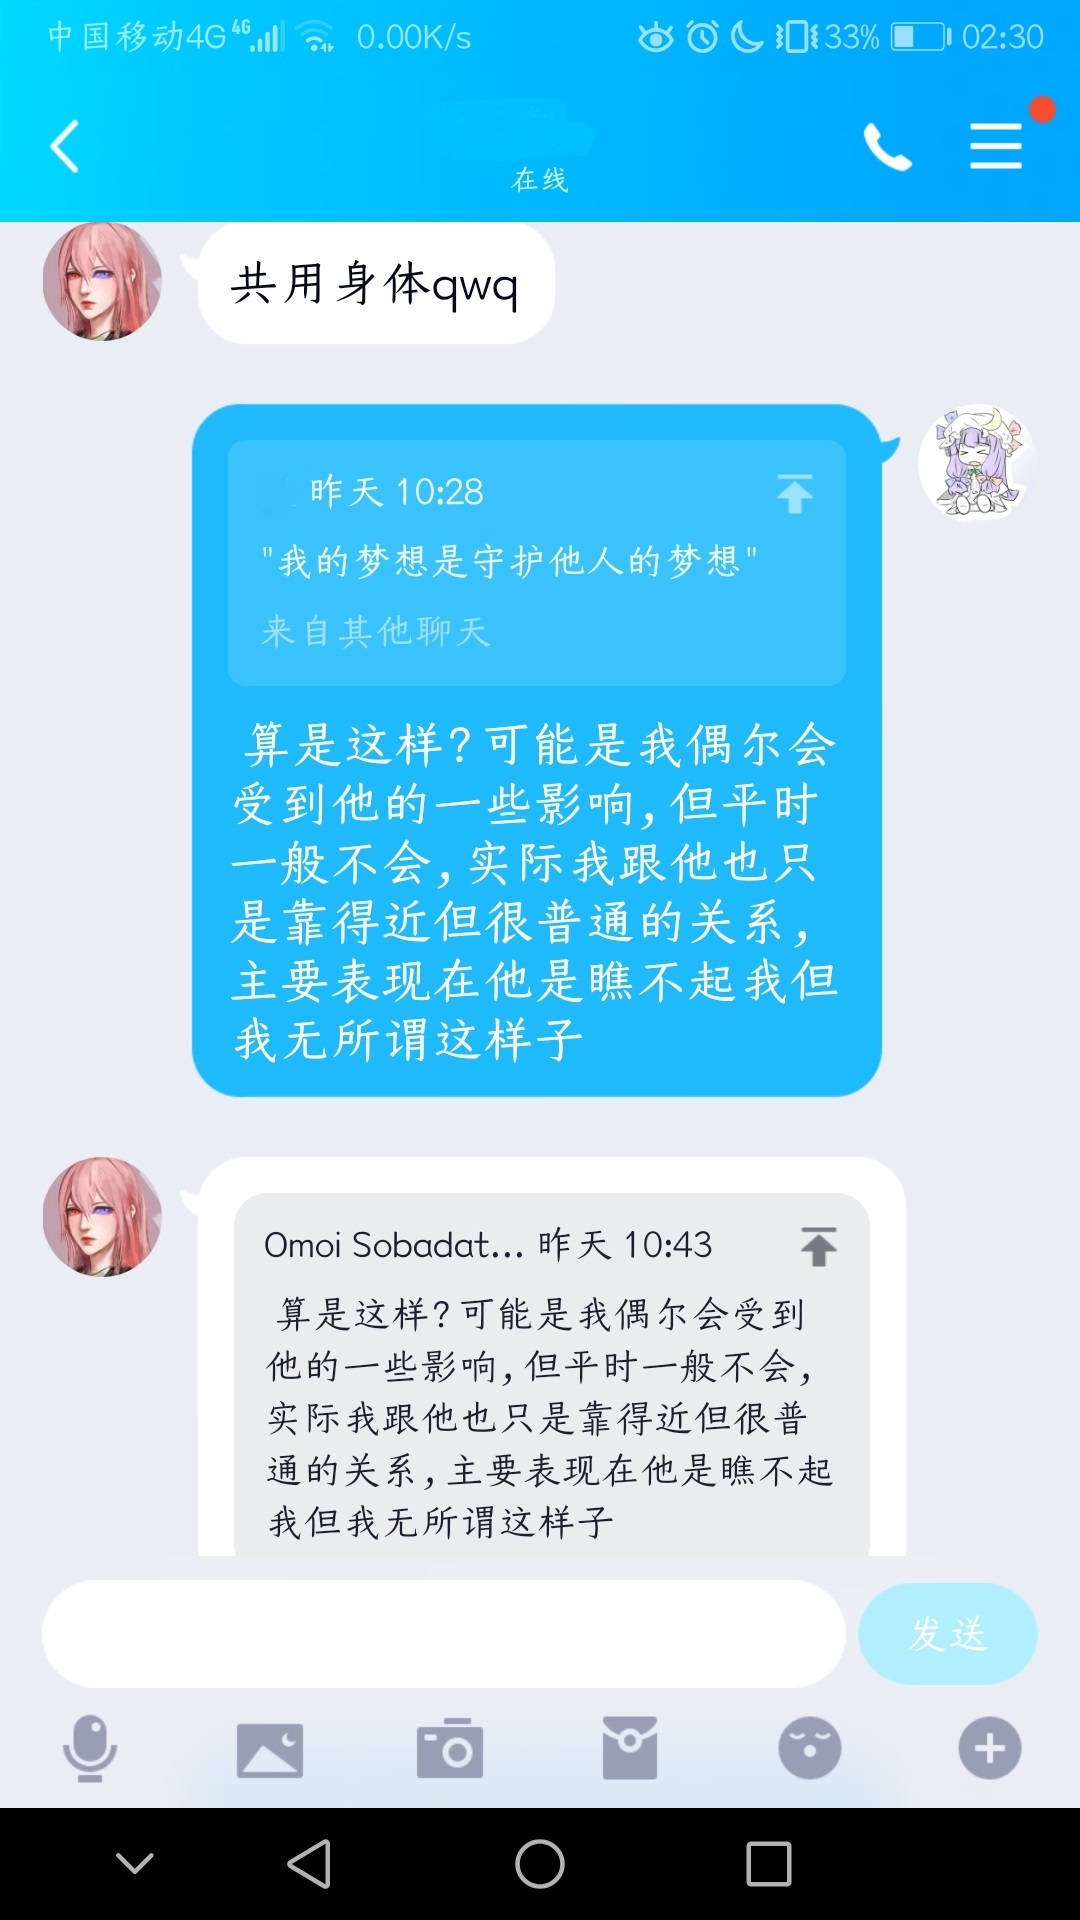 中国移动4G 4G 0.00K/s 33% 02:30
在线
共用身体qwq
昨天 10:28
"我的梦想是守护他人的梦想"
来自其他聊天
算是这样?可能是我偶尔会
受到他的一些影响,但平时
一般不会,实际我跟他也只
是靠得近但很普通的关系,
主要表现在他是瞧不起我但
我无所谓这样子
Omoi Sobadat... 昨天 10:43
算是这样?可能是我偶尔会受到
他的一些影响,但平时一般不会,
实际我跟他也只是靠得近但很普
通的关系,主要表现在他是瞧不起
我但我无所谓这样子
发送